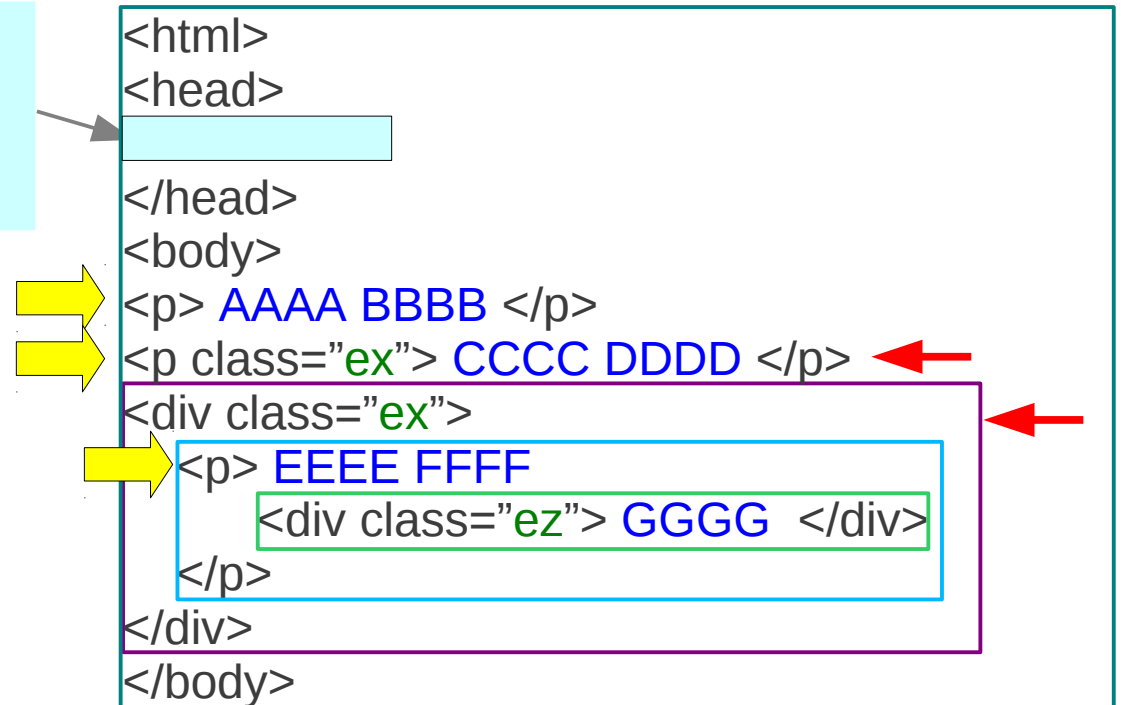 <html>
<head>
</head>
<body>
<p> AAAA BBBB </p>
<p class=”ex”> CCCC DDDD </p>
<div class=”ex”>
<p> EEEE FFFF
<div class=”ez”> GGGG </div>
</p>
</div>
</body>